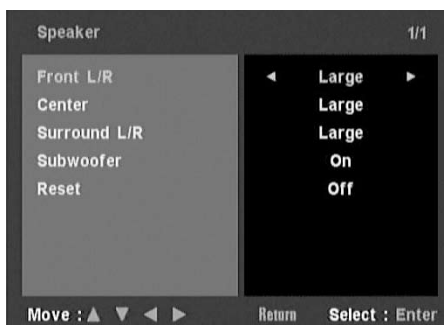 Speaker 1/1
Front L/R ◄ Large ►
Center Large
Surround L/R Large
Subwoofer On
Reset Off
Move : ▲ ▼ ◄ ► Return Select : Enter